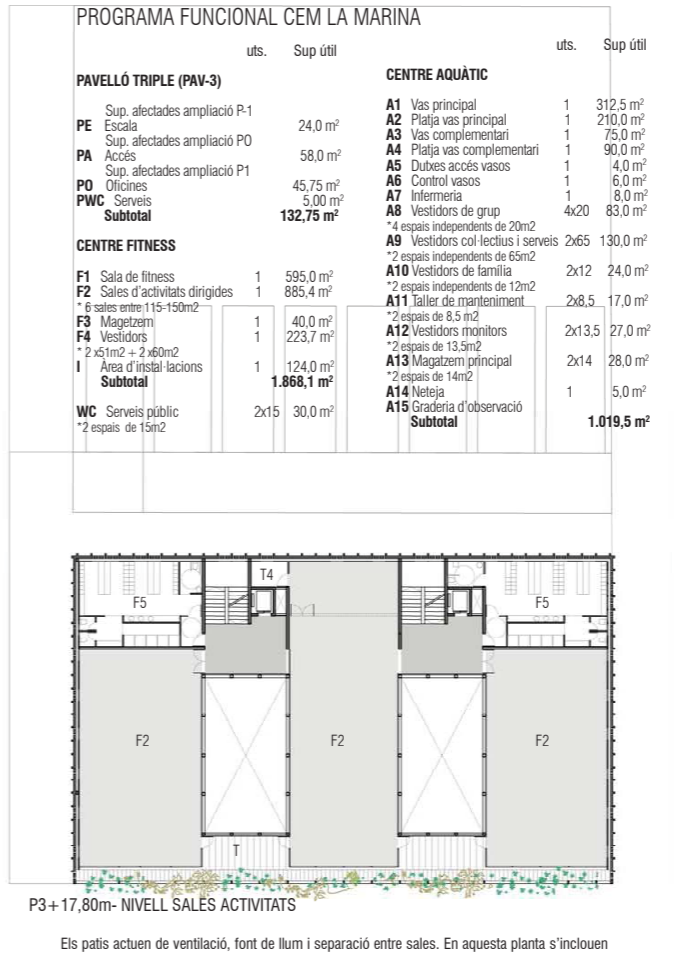 PROGRAMA FUNCIONAL CEM LA MARINA
uts. Sup útil
PAVELLÓ TRIPLE (PAV-3)
Sup. afectades ampliació P-1
PE Escala 24,0 m²
Sup. afectades ampliació PO
PA Accés 58,0 m²
Sup. afectades ampliació P1
PO Oficines 45,75 m²
PWC Serveis 5,00 m²
Subtotal 132,75 m²
CENTRE FITNESS
F1 Sala de fitness 1 595,0 m²
F2 Sales d'activitats dirigides 1 885,4 m²
* 6 sales entre 115-150m2
F3 Magetzem 1 40,0 m²
F4 Vestidors 1 223,7 m²
* 2 x51m2 + 2 x60m2
I Àrea d'instal·lacions 1 124,0 m²
Subtotal 1.868,1 m²
WC Serveis públic 2x15 30,0 m²
*2 espais de 15m2
uts. Sup útil
CENTRE AQUÀTIC
A1 Vas principal 1 312,5 m²
A2 Platja vas principal 1 210,0 m²
A3 Vas complementari 1 75,0 m²
A4 Platja vas complementari 1 90,0 m²
A5 Dutxes accés vasos 1 4,0 m²
A6 Control vasos 1 6,0 m²
A7 Infermeria 1 8,0 m²
A8 Vestidors de grup 4x20 83,0 m²
*4 espais independents de 20m2
A9 Vestidors col·lectius i serveis 2x65 130,0 m²
*2 espais independents de 65m2
A10 Vestidors de família 2x12 24,0 m²
*2 espais independents de 12m2
A11 Taller de manteniment 2x8,5 17,0 m²
*2 espais de 8,5 m2
A12 Vestidors monitors 2x13,5 27,0 m²
*2 espais de 13,5m2
A13 Magatzem principal 2x14 28,0 m²
*2 espais de 14m2
A14 Neteja 1 5,0 m²
A15 Graderia d'observació
Subtotal 1.019,5 m²
T4
F5 F5
F2 F2 F2
T
P3+17,80m- NIVELL SALES ACTIVITATS
Els patis actuen de ventilació, font de llum i separació entre sales. En aquesta planta s'inclouen